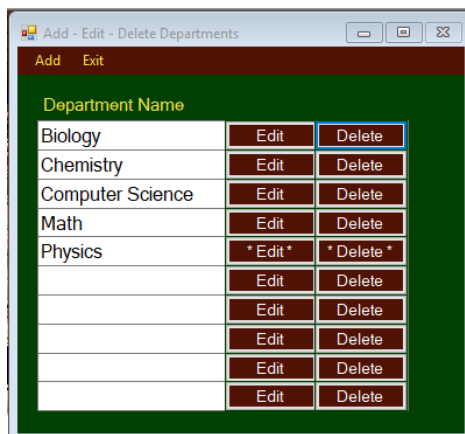 Add - Edit - Delete Departments
Add Exit
Department Name
Biology Edit Delete
Chemistry Edit Delete
Computer Science Edit Delete
Math Edit Delete
Physics * Edit * * Delete *
Edit Delete
Edit Delete
Edit Delete
Edit Delete
Edit Delete